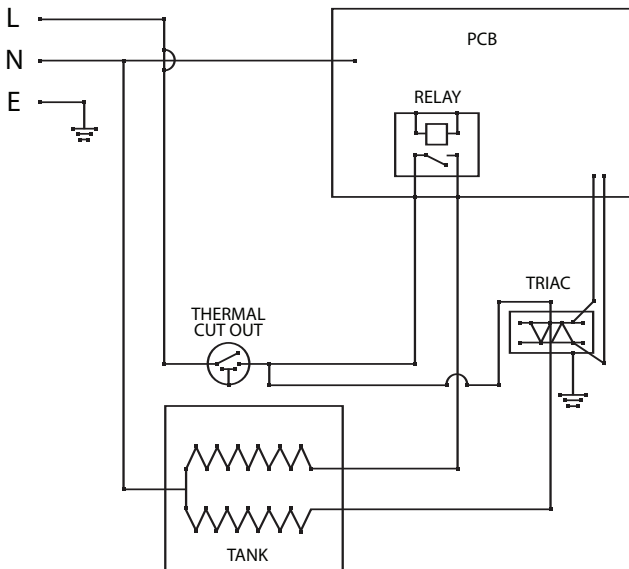 L
N
E
PCB
RELAY
TRIAC
THERMAL
CUT OUT
TANK